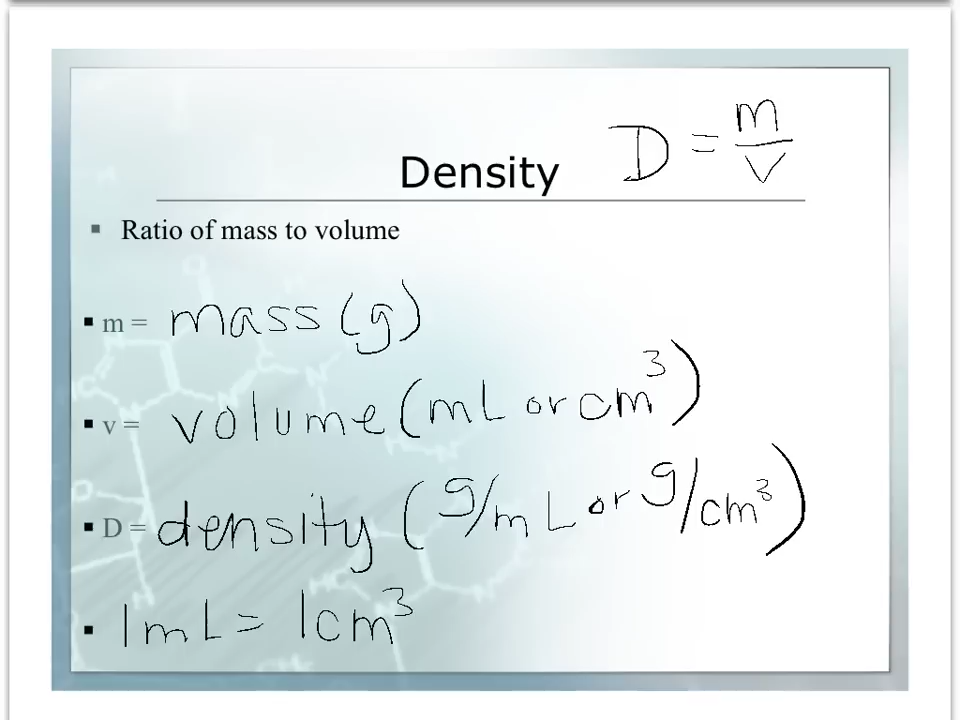 Density D = m/v
▪ Ratio of mass to volume
▪ m = mass (g)
▪ v = volume (mL or cm³)
▪ D = density (g/mL or g/cm³)
▪ 1mL = 1cm³